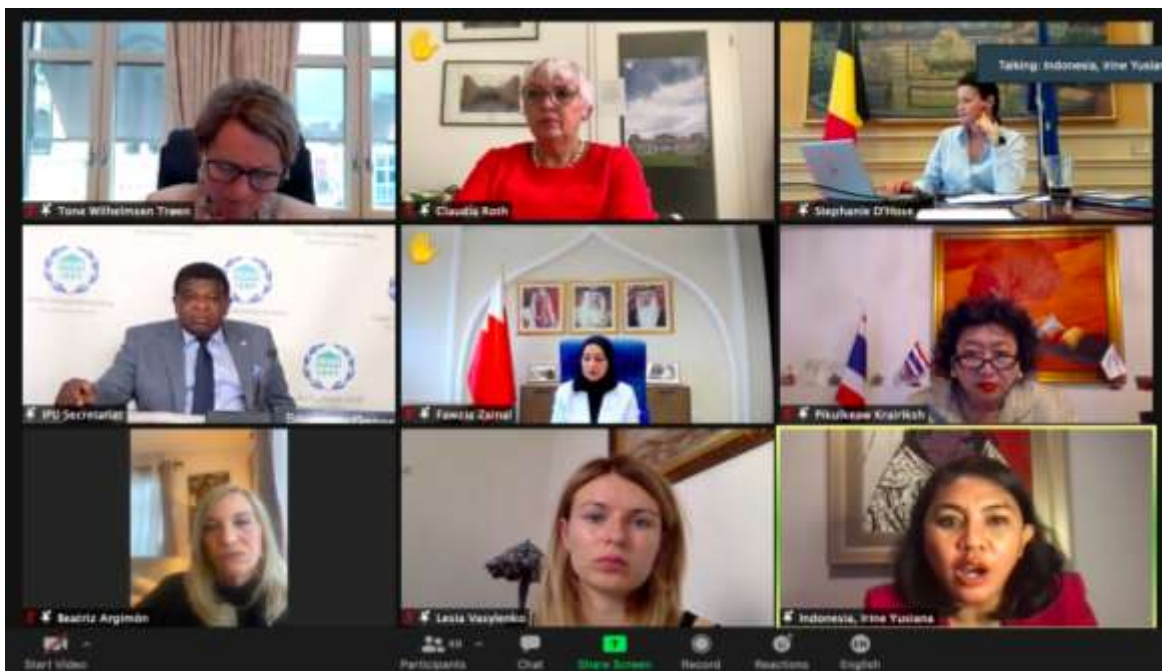 Talking: Indonesia, Irine Yusiana
Tone Wilhelmsen Trøen
Claudia Roth
Stephanie D'Hose
IPU Secretariat
Fawzia Zainal
Pikulkeaw Krairiksh
Beatriz Argimón
Lesia Vasylenko
Indonesia, Irine Yusiana
Start Video
Participants
Chat
Share Screen
Record
Reactions
English